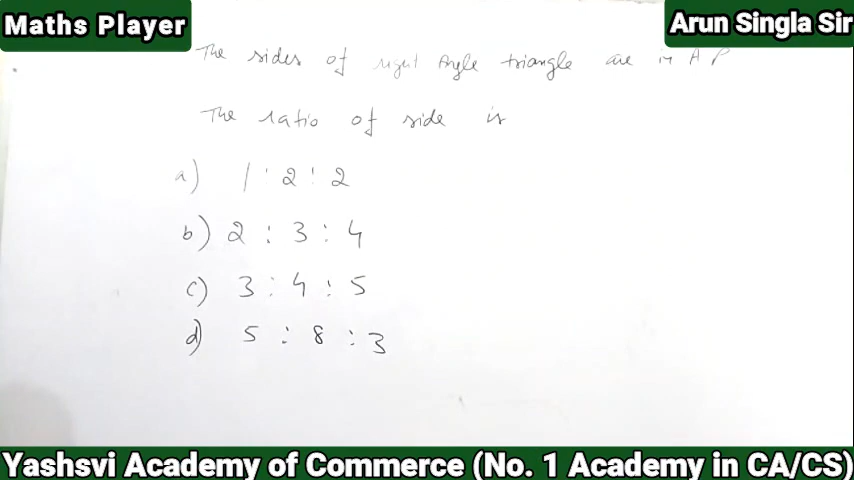 Maths Player
Arun Singla Sir
The sides of right Angle triangle are in A P
The ratio of side is
a) 1 : 2 : 2
b) 2 : 3 : 4
c) 3 : 4 : 5
d) 5 : 8 : 3
Yashsvi Academy of Commerce (No. 1 Academy in CA/CS)